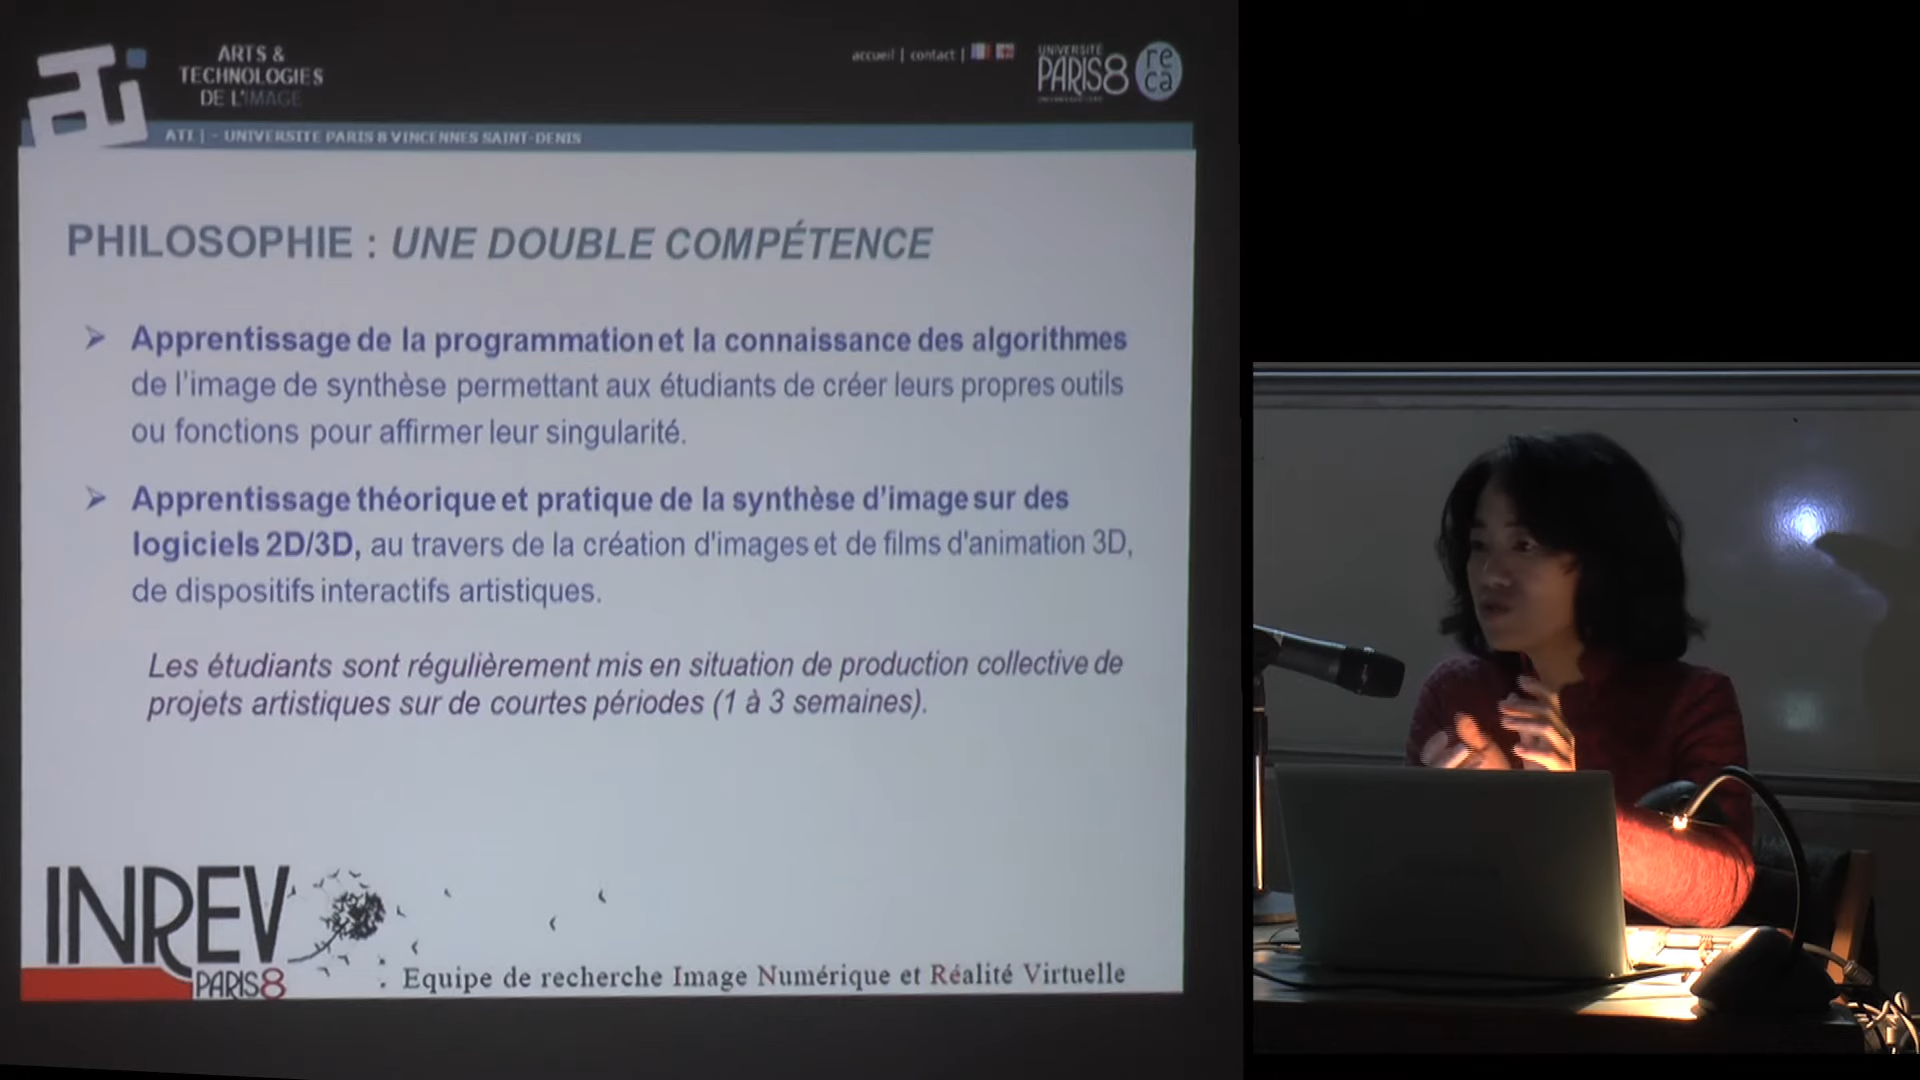 ARTS &
TECHNOLOGIES
DE L'IMAGE
accueil | contact |
UNIVERSITÉ
PARIS8
re
ca
ATI | - UNIVERSITE PARIS 8 VINCENNES SAINT-DENIS
PHILOSOPHIE : UNE DOUBLE COMPÉTENCE
➢ Apprentissage de la programmation et la connaissance des algorithmes
de l'image de synthèse permettant aux étudiants de créer leurs propres outils
ou fonctions pour affirmer leur singularité.
➢ Apprentissage théorique et pratique de la synthèse d'image sur des
logiciels 2D/3D, au travers de la création d'images et de films d'animation 3D,
de dispositifs interactifs artistiques.
Les étudiants sont régulièrement mis en situation de production collective de
projets artistiques sur de courtes périodes (1 à 3 semaines).
INREV
PARIS8
Equipe de recherche Image Numérique et Réalité Virtuelle